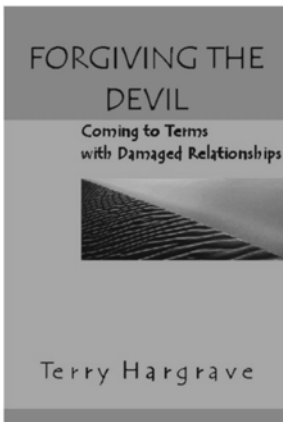 FORGIVING THE
DEVIL
Coming to Terms
with Damaged Relationships
Terry Hargrave